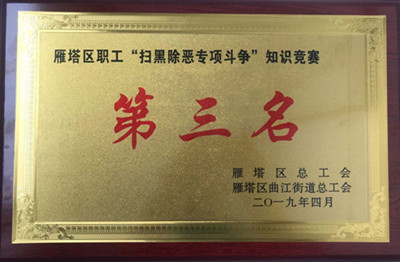 雁塔区职工“扫黑除恶专项斗争”知识竞赛
第三名
雁塔区总工会
雁塔区曲江街道总工会
二〇一九年四月